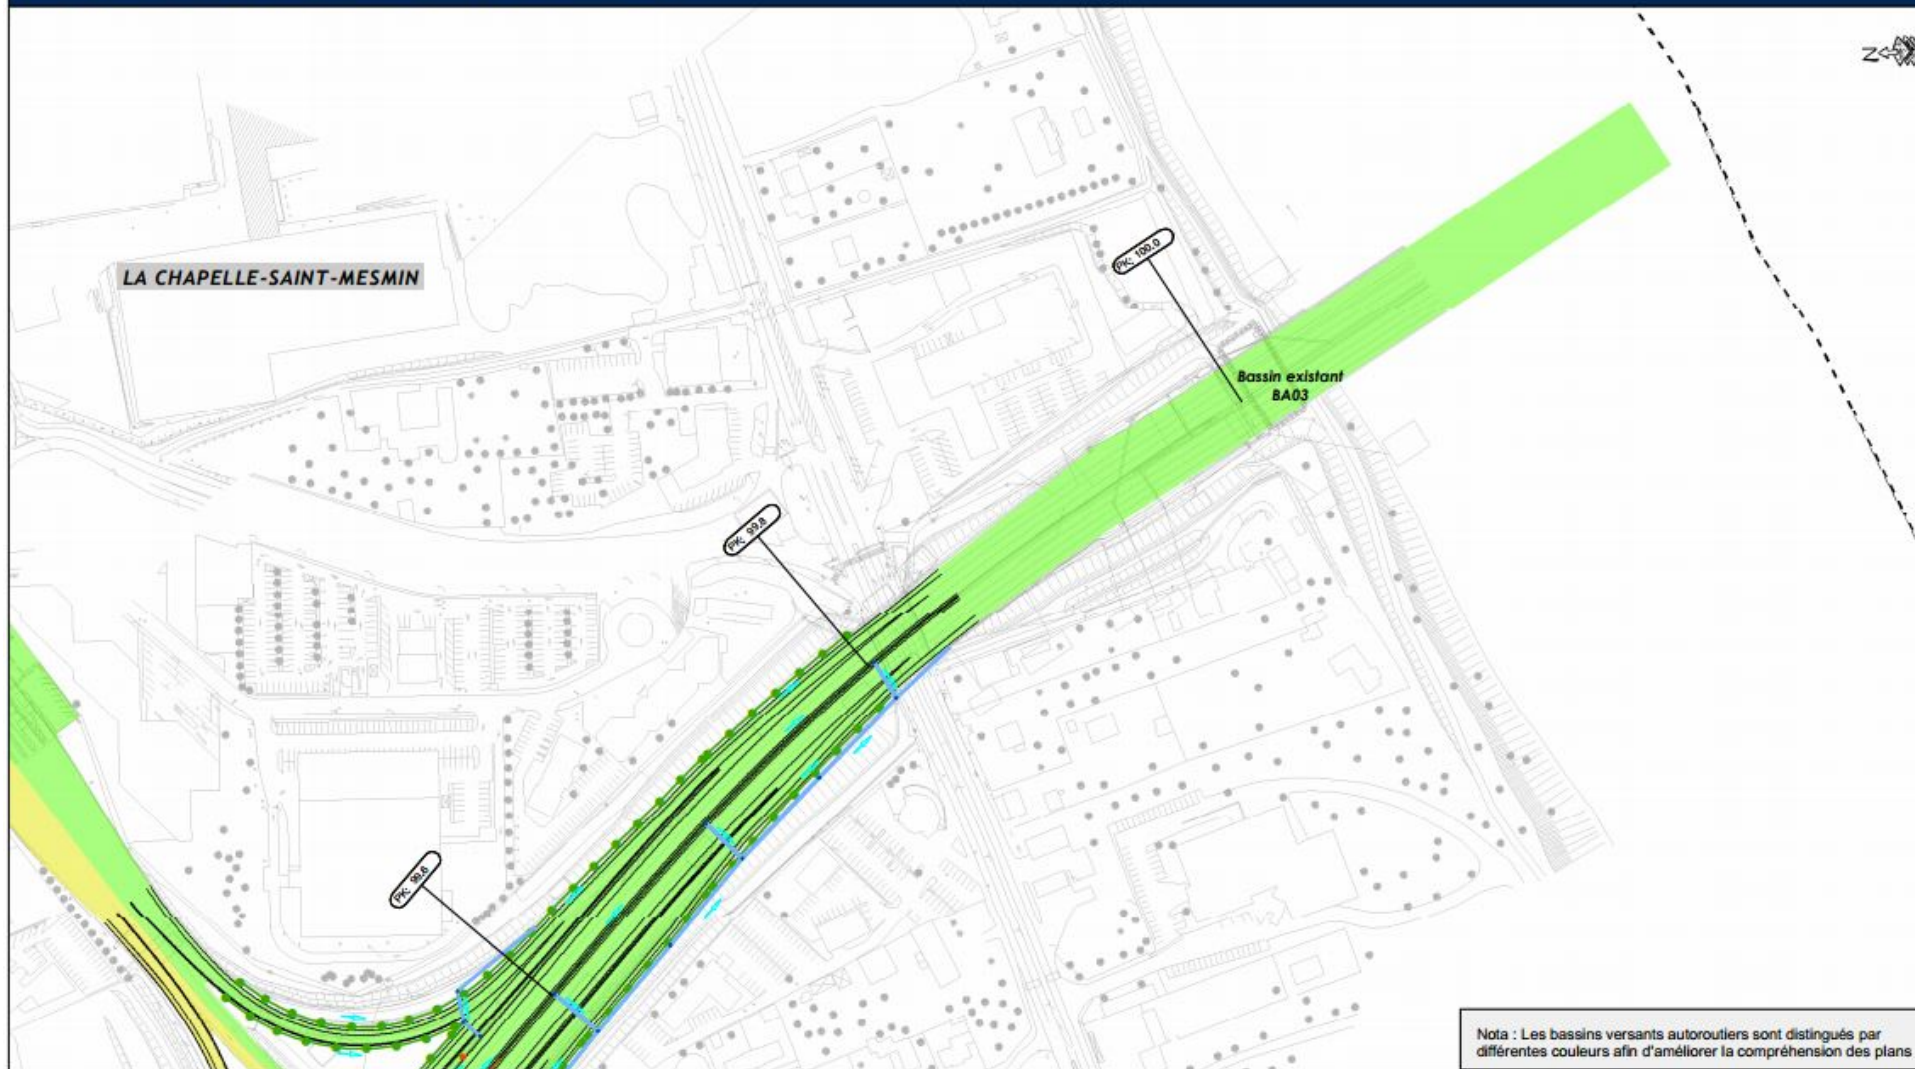 N
LA CHAPELLE-SAINT-MESMIN
PK: 100.0
Bassin existant
BA03
PK: 99.8
PK: 99.6
Nota : Les bassins versants autoroutiers sont distingués par
différentes couleurs afin d'améliorer la compréhension des plans